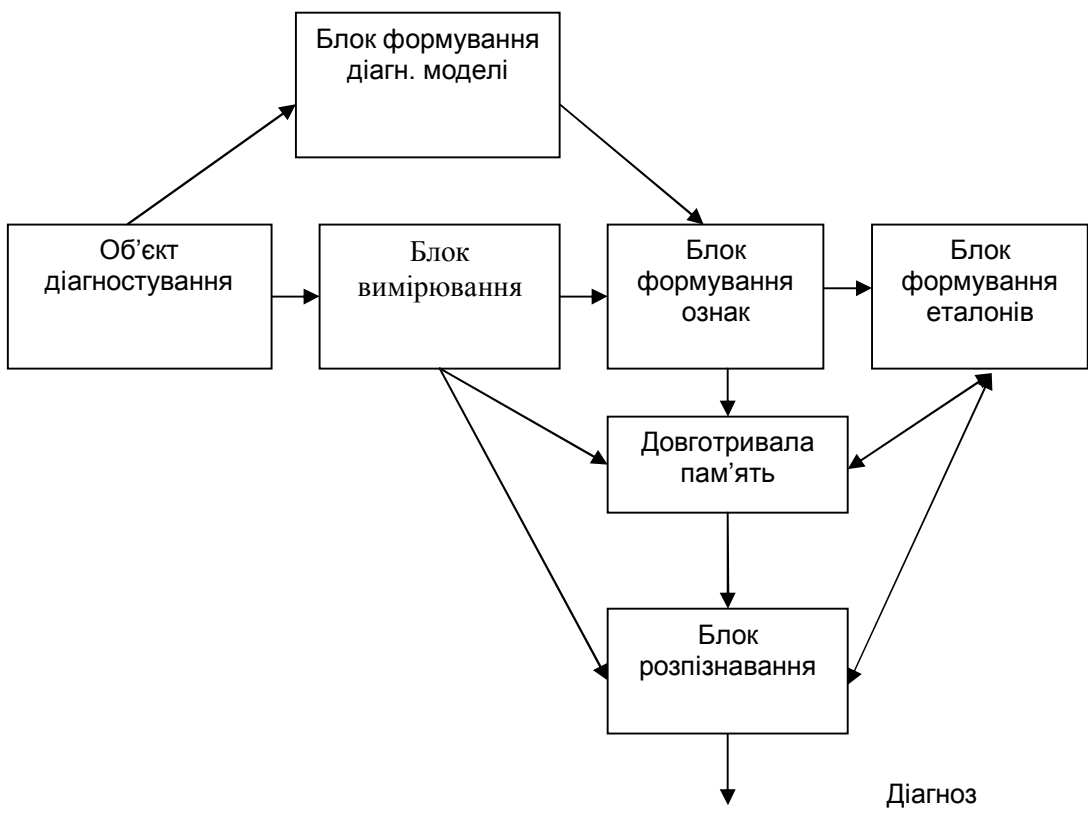 Блок формування
діагн. моделі
Об’єкт
діагностування
Блок
вимірювання
Блок
формування
ознак
Блок
формування
еталонів
Довготривала
пам’ять
Блок
розпізнавання
Діагноз